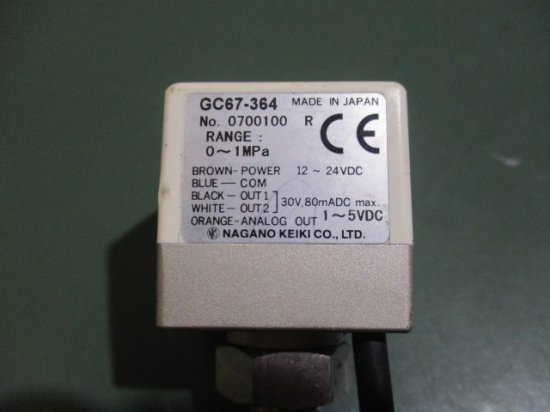 GC67-364 MADE IN JAPAN
No. 0700100 R CE
RANGE :
0～1MPa
BROWN-POWER 12～24VDC
BLUE—COM
BLACK-OUT1
WHITE-OUT2 30V,80mADC max.
ORANGE-ANALOG OUT 1～5VDC
NAGANO KEIKI CO., LTD.